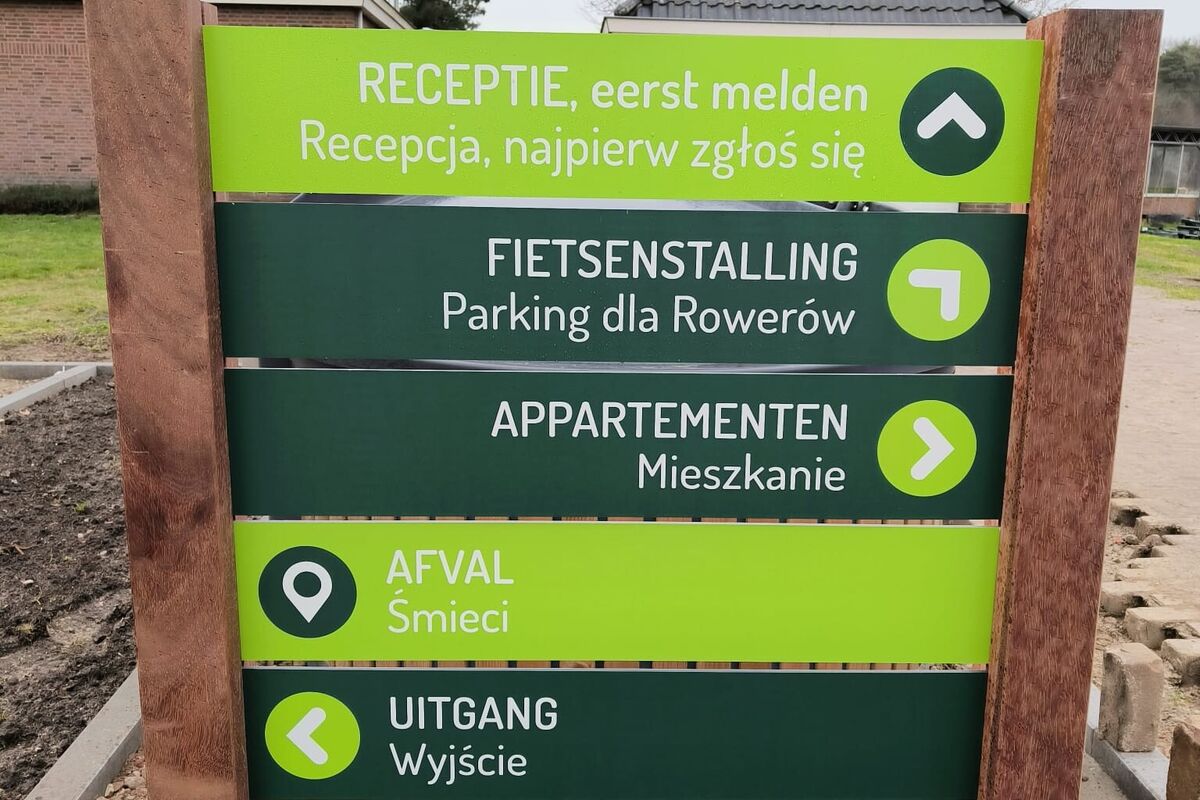 RECEPTIE, eerst melden
Recepcja, najpierw zgłoś się
FIETSENSTALLING
Parking dla Rowerów
APPARTEMENTEN
Mieszkanie
AFVAL
Śmieci
UITGANG
Wyjście